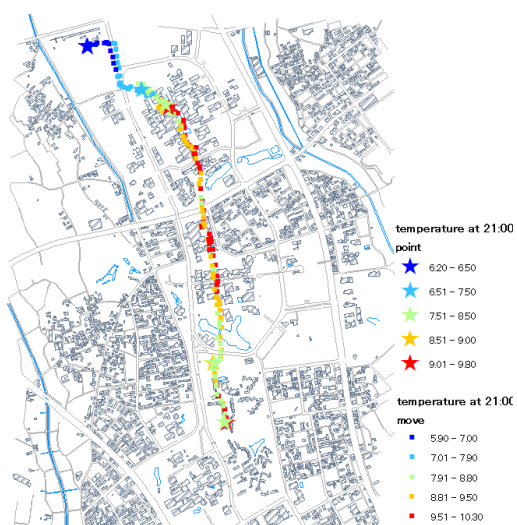 temperature at 21:00
point
6.20 - 6.50
6.51 - 7.50
7.51 - 8.50
8.51 - 9.00
9.01 - 9.80
temperature at 21:00
move
5.90 - 7.00
7.01 - 7.90
7.91 - 8.80
8.81 - 9.50
9.51 - 10.30